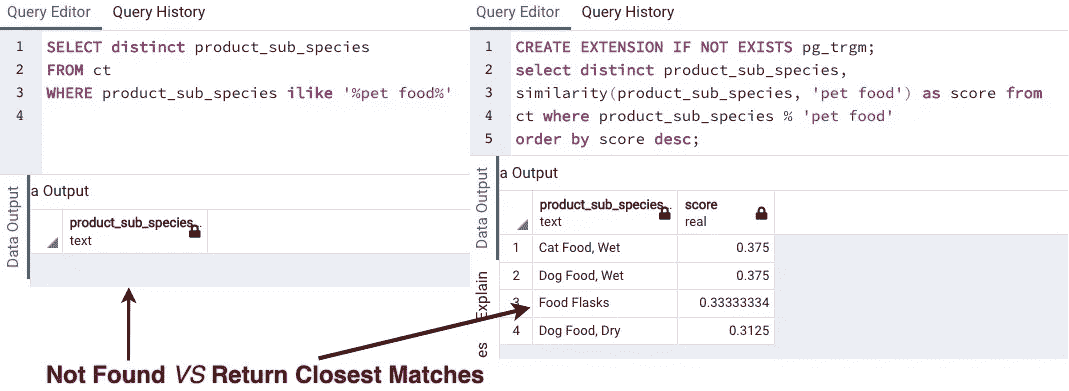 Query Editor Query History
1 SELECT distinct product_sub_species
2 FROM ct
3 WHERE product_sub_species ilike '%pet food%'
4
Data Output
a Output
product_sub_species..
text
Query Editor Query History
1 CREATE EXTENSION IF NOT EXISTS pg_trgm;
2 select distinct product_sub_species,
3 similarity(product_sub_species, 'pet food') as score from
4 ct where product_sub_species % 'pet food'
5 order by score desc;
Data Output
a Output
product_sub_species.. score
text real
1 Cat Food, Wet 0.375
2 Dog Food, Wet 0.375
3 Food Flasks 0.33333334
4 Dog Food, Dry 0.3125
Explain
es
Not Found VS Return Closest Matches